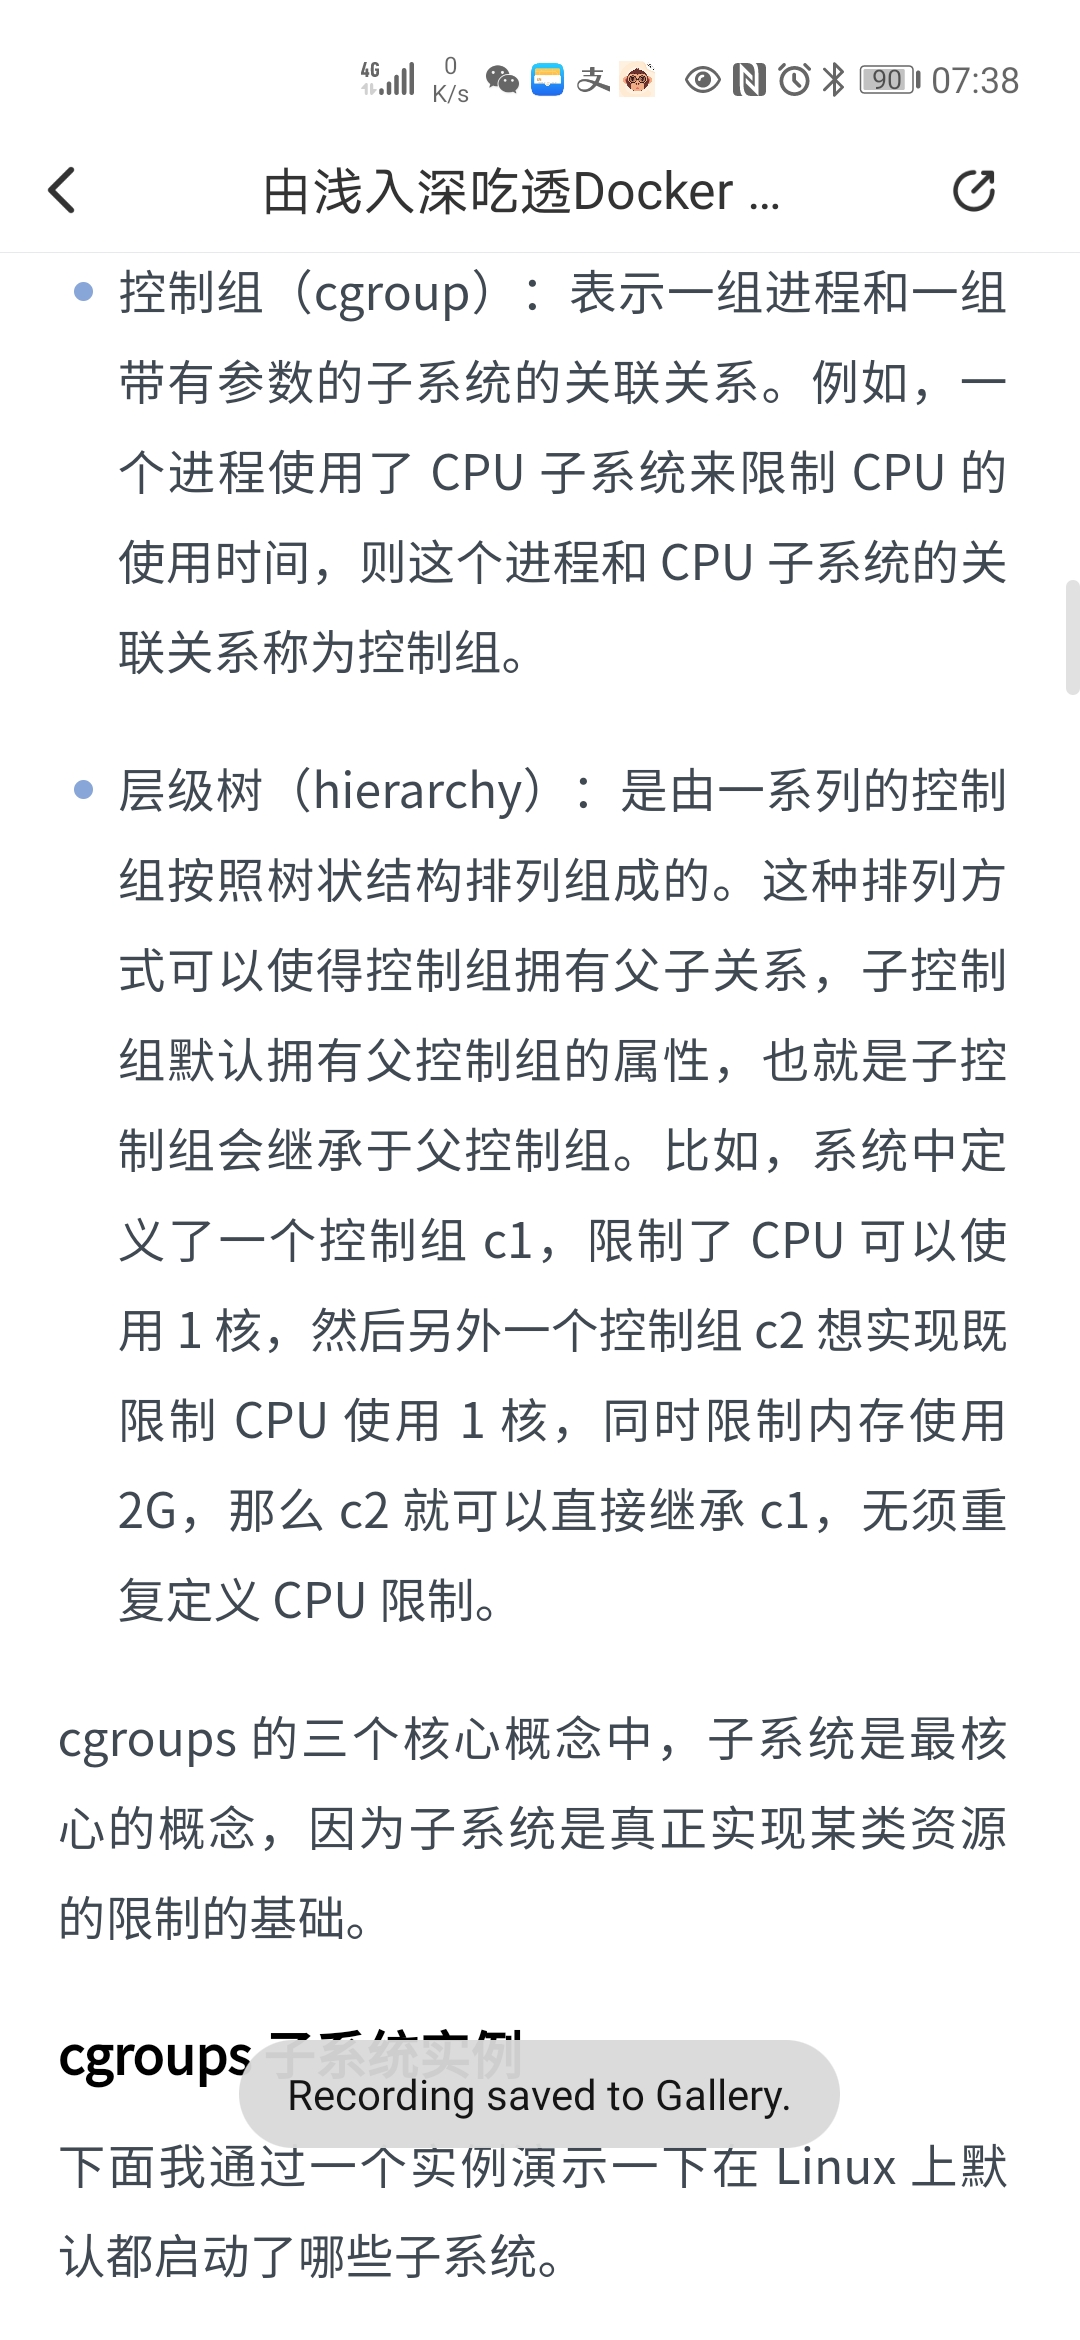 4G 0 K/s 支 90 07:38
由浅入深吃透Docker ...
控制组（cgroup）：表示一组进程和一组
带有参数的子系统的关联关系。例如，一
个进程使用了 CPU 子系统来限制 CPU 的
使用时间，则这个进程和 CPU 子系统的关
联关系称为控制组。
层级树（hierarchy）：是由一系列的控制
组按照树状结构排列组成的。这种排列方
式可以使得控制组拥有父子关系，子控制
组默认拥有父控制组的属性，也就是子控
制组会继承于父控制组。比如，系统中定
义了一个控制组 c1，限制了 CPU 可以使
用 1 核，然后另外一个控制组 c2 想实现既
限制 CPU 使用 1 核，同时限制内存使用
2G，那么 c2 就可以直接继承 c1，无须重
复定义 CPU 限制。
cgroups 的三个核心概念中，子系统是最核
心的概念，因为子系统是真正实现某类资源
的限制的基础。
cgroups 子系统实例
Recording saved to Gallery.
下面我通过一个实例演示一下在 Linux 上默
认都启动了哪些子系统。